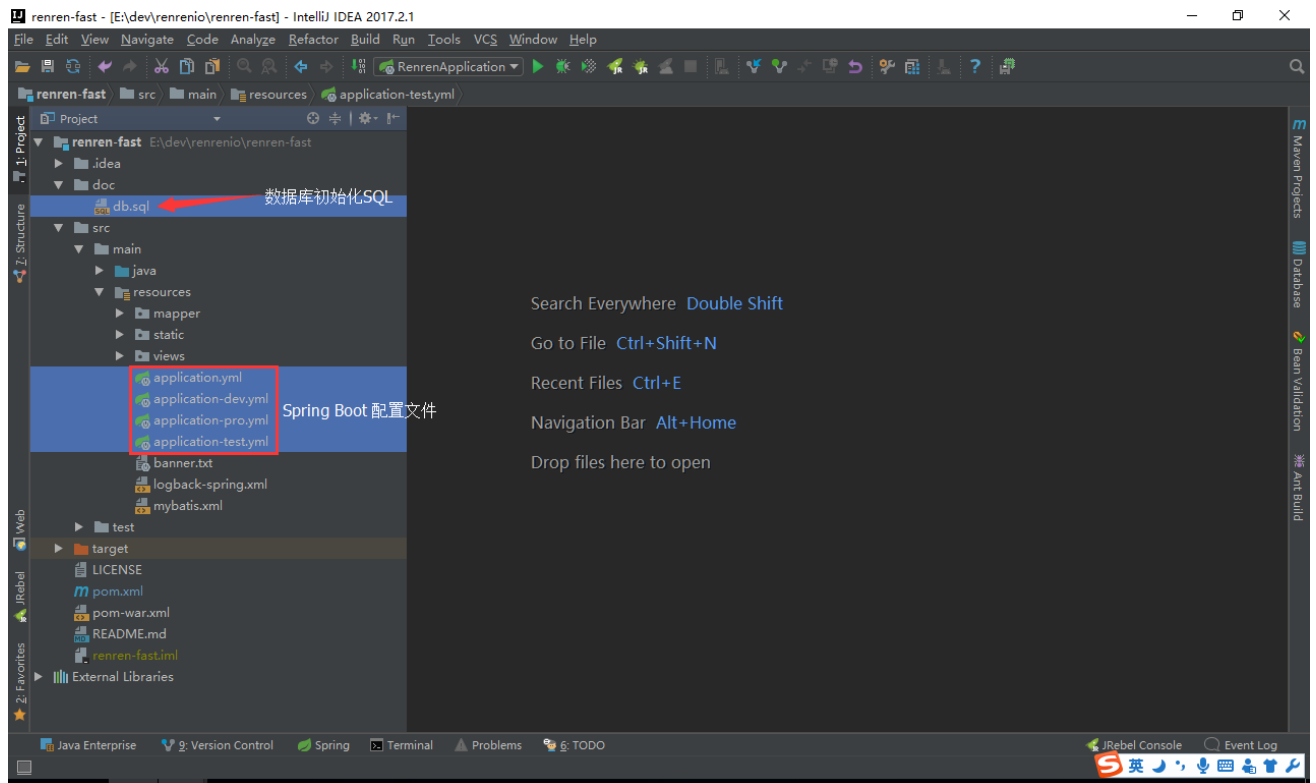 renren-fast - [E:\dev\renrenio\renren-fast] - IntelliJ IDEA 2017.2.1
File Edit View Navigate Code Analyze Refactor Build Run Tools VCS Window Help
RenrenApplication
renren-fast src main resources application-test.yml
Project
renren-fast E:\dev\renrenio\renren-fast
.idea
doc
db.sql
数据库初始化SQL
src
main
java
resources
mapper
static
views
application.yml
application-dev.yml
application-pro.yml
application-test.yml
Spring Boot 配置文件
banner.txt
logback-spring.xml
mybatis.xml
test
target
LICENSE
pom.xml
pom-war.xml
README.md
renren-fast.iml
External Libraries
1: Project
Z: Structure
Web
JRebel
2: Favorites
Search Everywhere Double Shift
Go to File Ctrl+Shift+N
Recent Files Ctrl+E
Navigation Bar Alt+Home
Drop files here to open
Maven Projects
Database
Bean Validation
Ant Build
Java Enterprise 9: Version Control Spring Terminal Problems 6: TODO JRebel Console Event Log
英